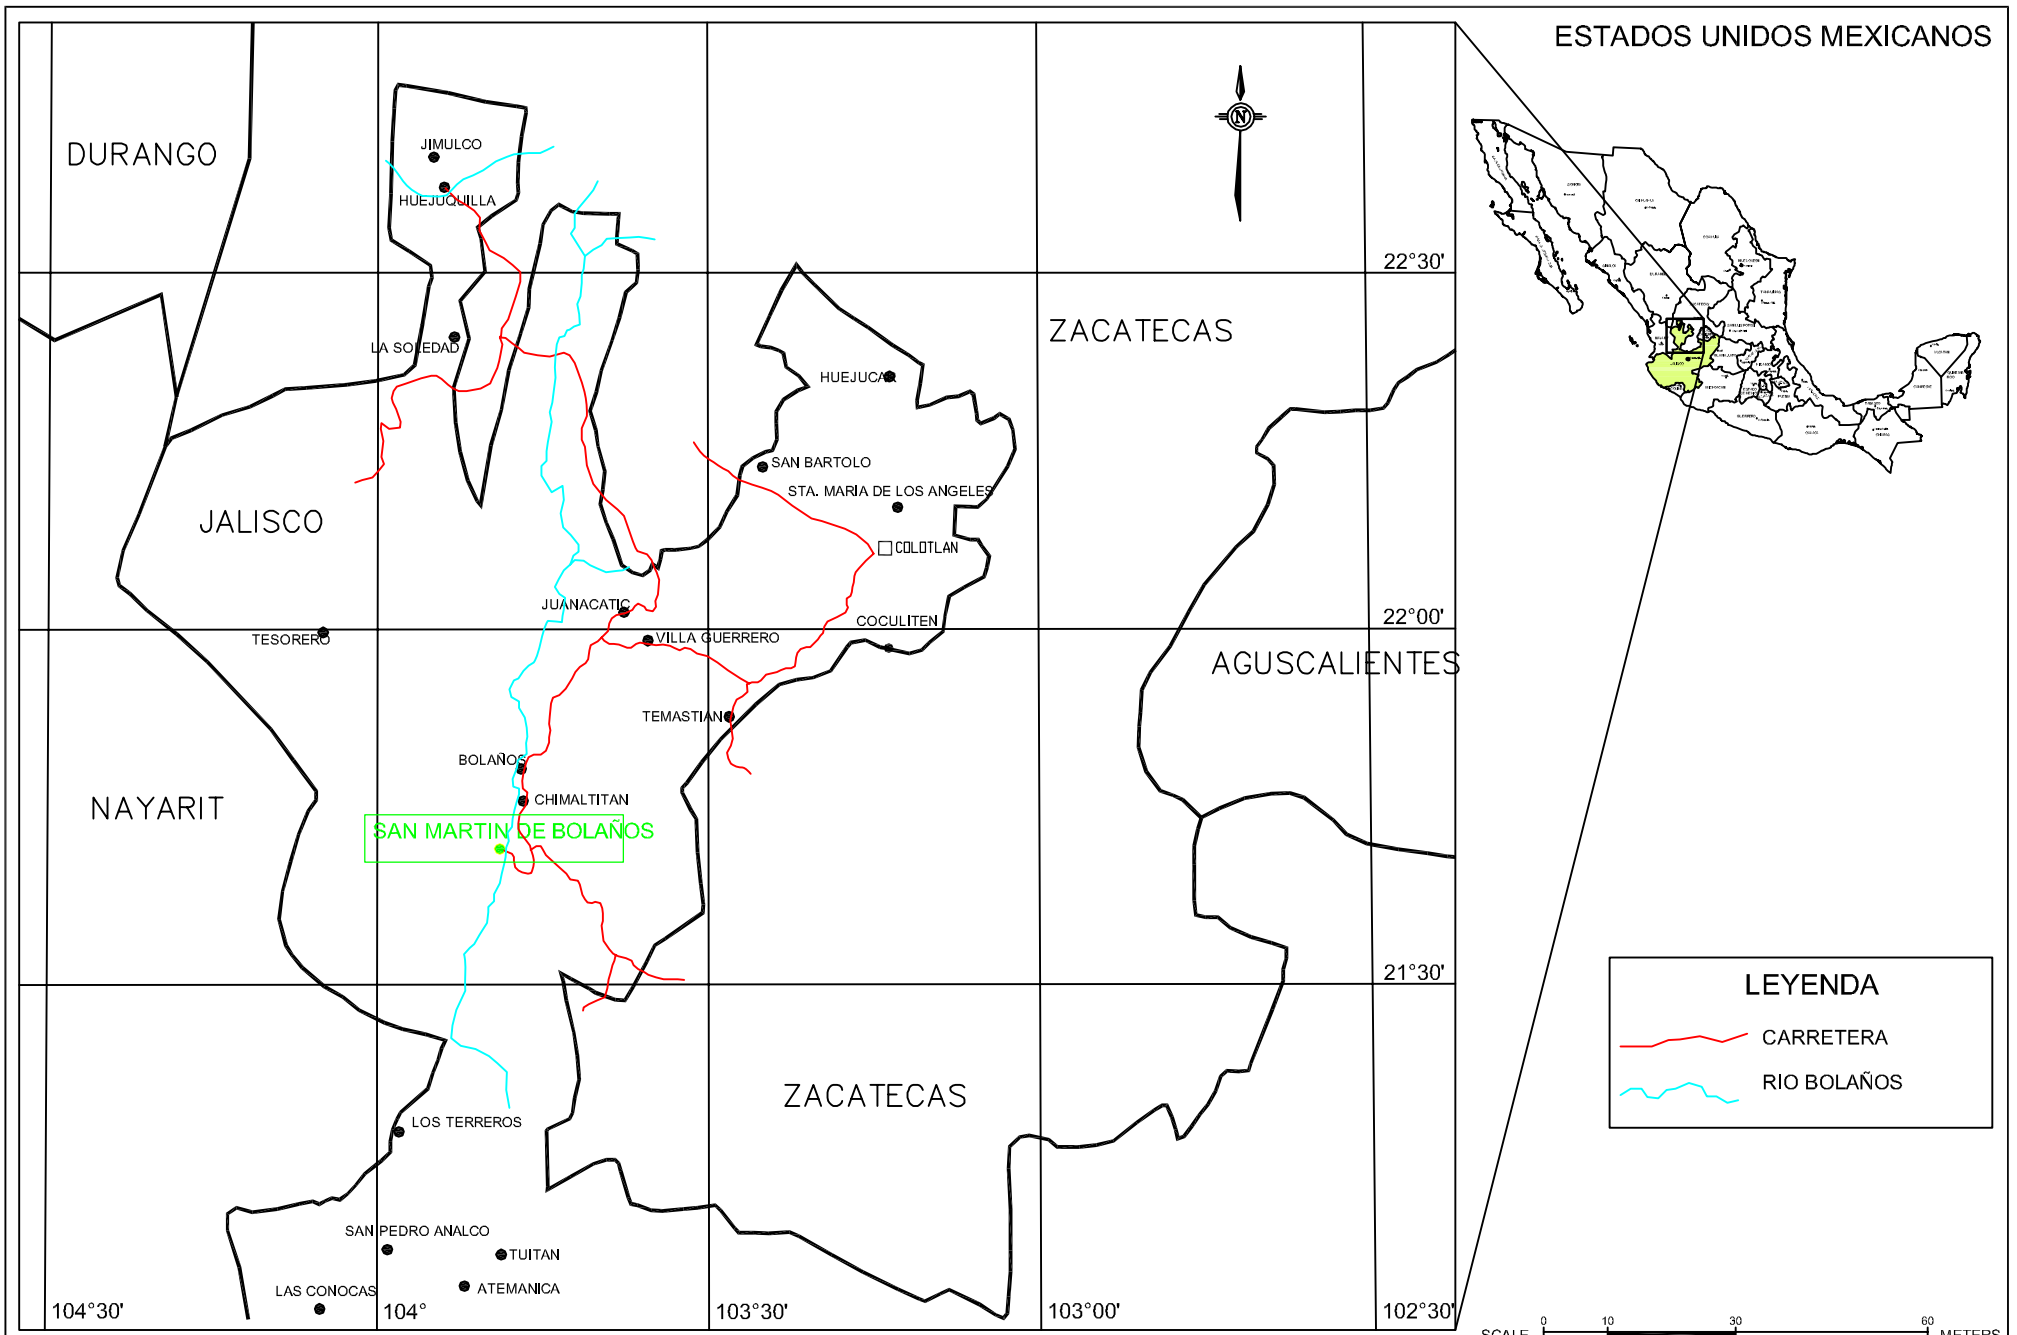 ESTADOS UNIDOS MEXICANOS
DURANGO
JIMULCO
HUEJUQUILLA
N
22°30'
ZACATECAS
LA SOLEDAD
HUEJUCAR
SAN BARTOLO
STA. MARIA DE LOS ANGELES
JALISCO
COLOTLAN
JUANACATIC
22°00'
COCULITEN
TESORERO
VILLA GUERRERO
AGUSCALIENTES
TEMASTIAN
BOLAÑOS
NAYARIT
CHIMALTITAN
SAN MARTIN DE BOLAÑOS
21°30'
LEYENDA
CARRETERA
RIO BOLAÑOS
ZACATECAS
LOS TERREROS
SAN PEDRO ANALCO
TUITAN
LAS CONOCAS
ATEMANICA
104°30'
104°
103°30'
103°00'
102°30'
0 10 30 60
SCALE METERS